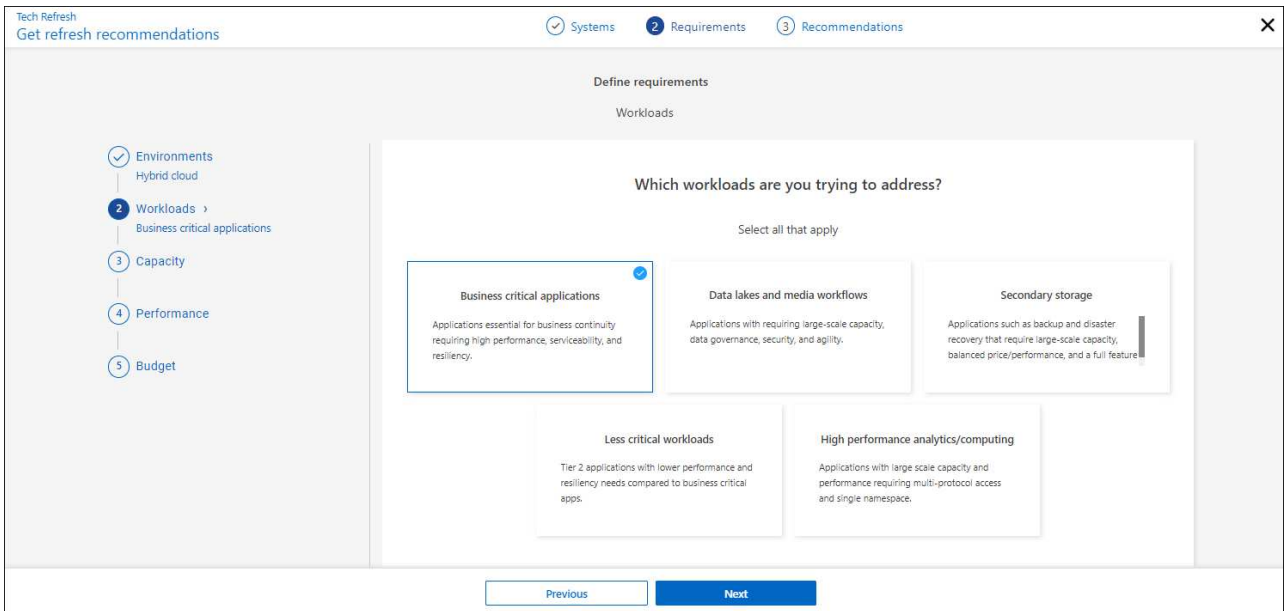 Tech Refresh
Get refresh recommendations
Systems
2 Requirements
3 Recommendations
Define requirements
Workloads
Environments
Hybrid cloud
2 Workloads
Business critical applications
3 Capacity
4 Performance
5 Budget
Which workloads are you trying to address?
Select all that apply
Business critical applications
Applications essential for business continuity
requiring high performance, serviceability, and
resiliency.
Data lakes and media workflows
Applications with requiring large-scale capacity,
data governance, security, and agility.
Secondary storage
Applications such as backup and disaster
recovery that require large-scale capacity,
balanced price/performance, and a full feature
Less critical workloads
Tier 2 applications with lower performance and
resiliency needs compared to business critical
apps.
High performance analytics/computing
Applications with large scale capacity and
performance requiring multi-protocol access
and single namespace.
Previous
Next